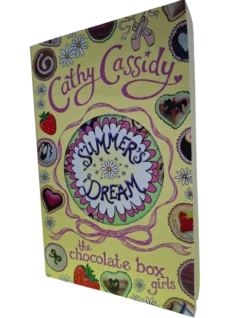 Cathy Cassidy
SUMMER'S
DREAM
the chocolate box girls